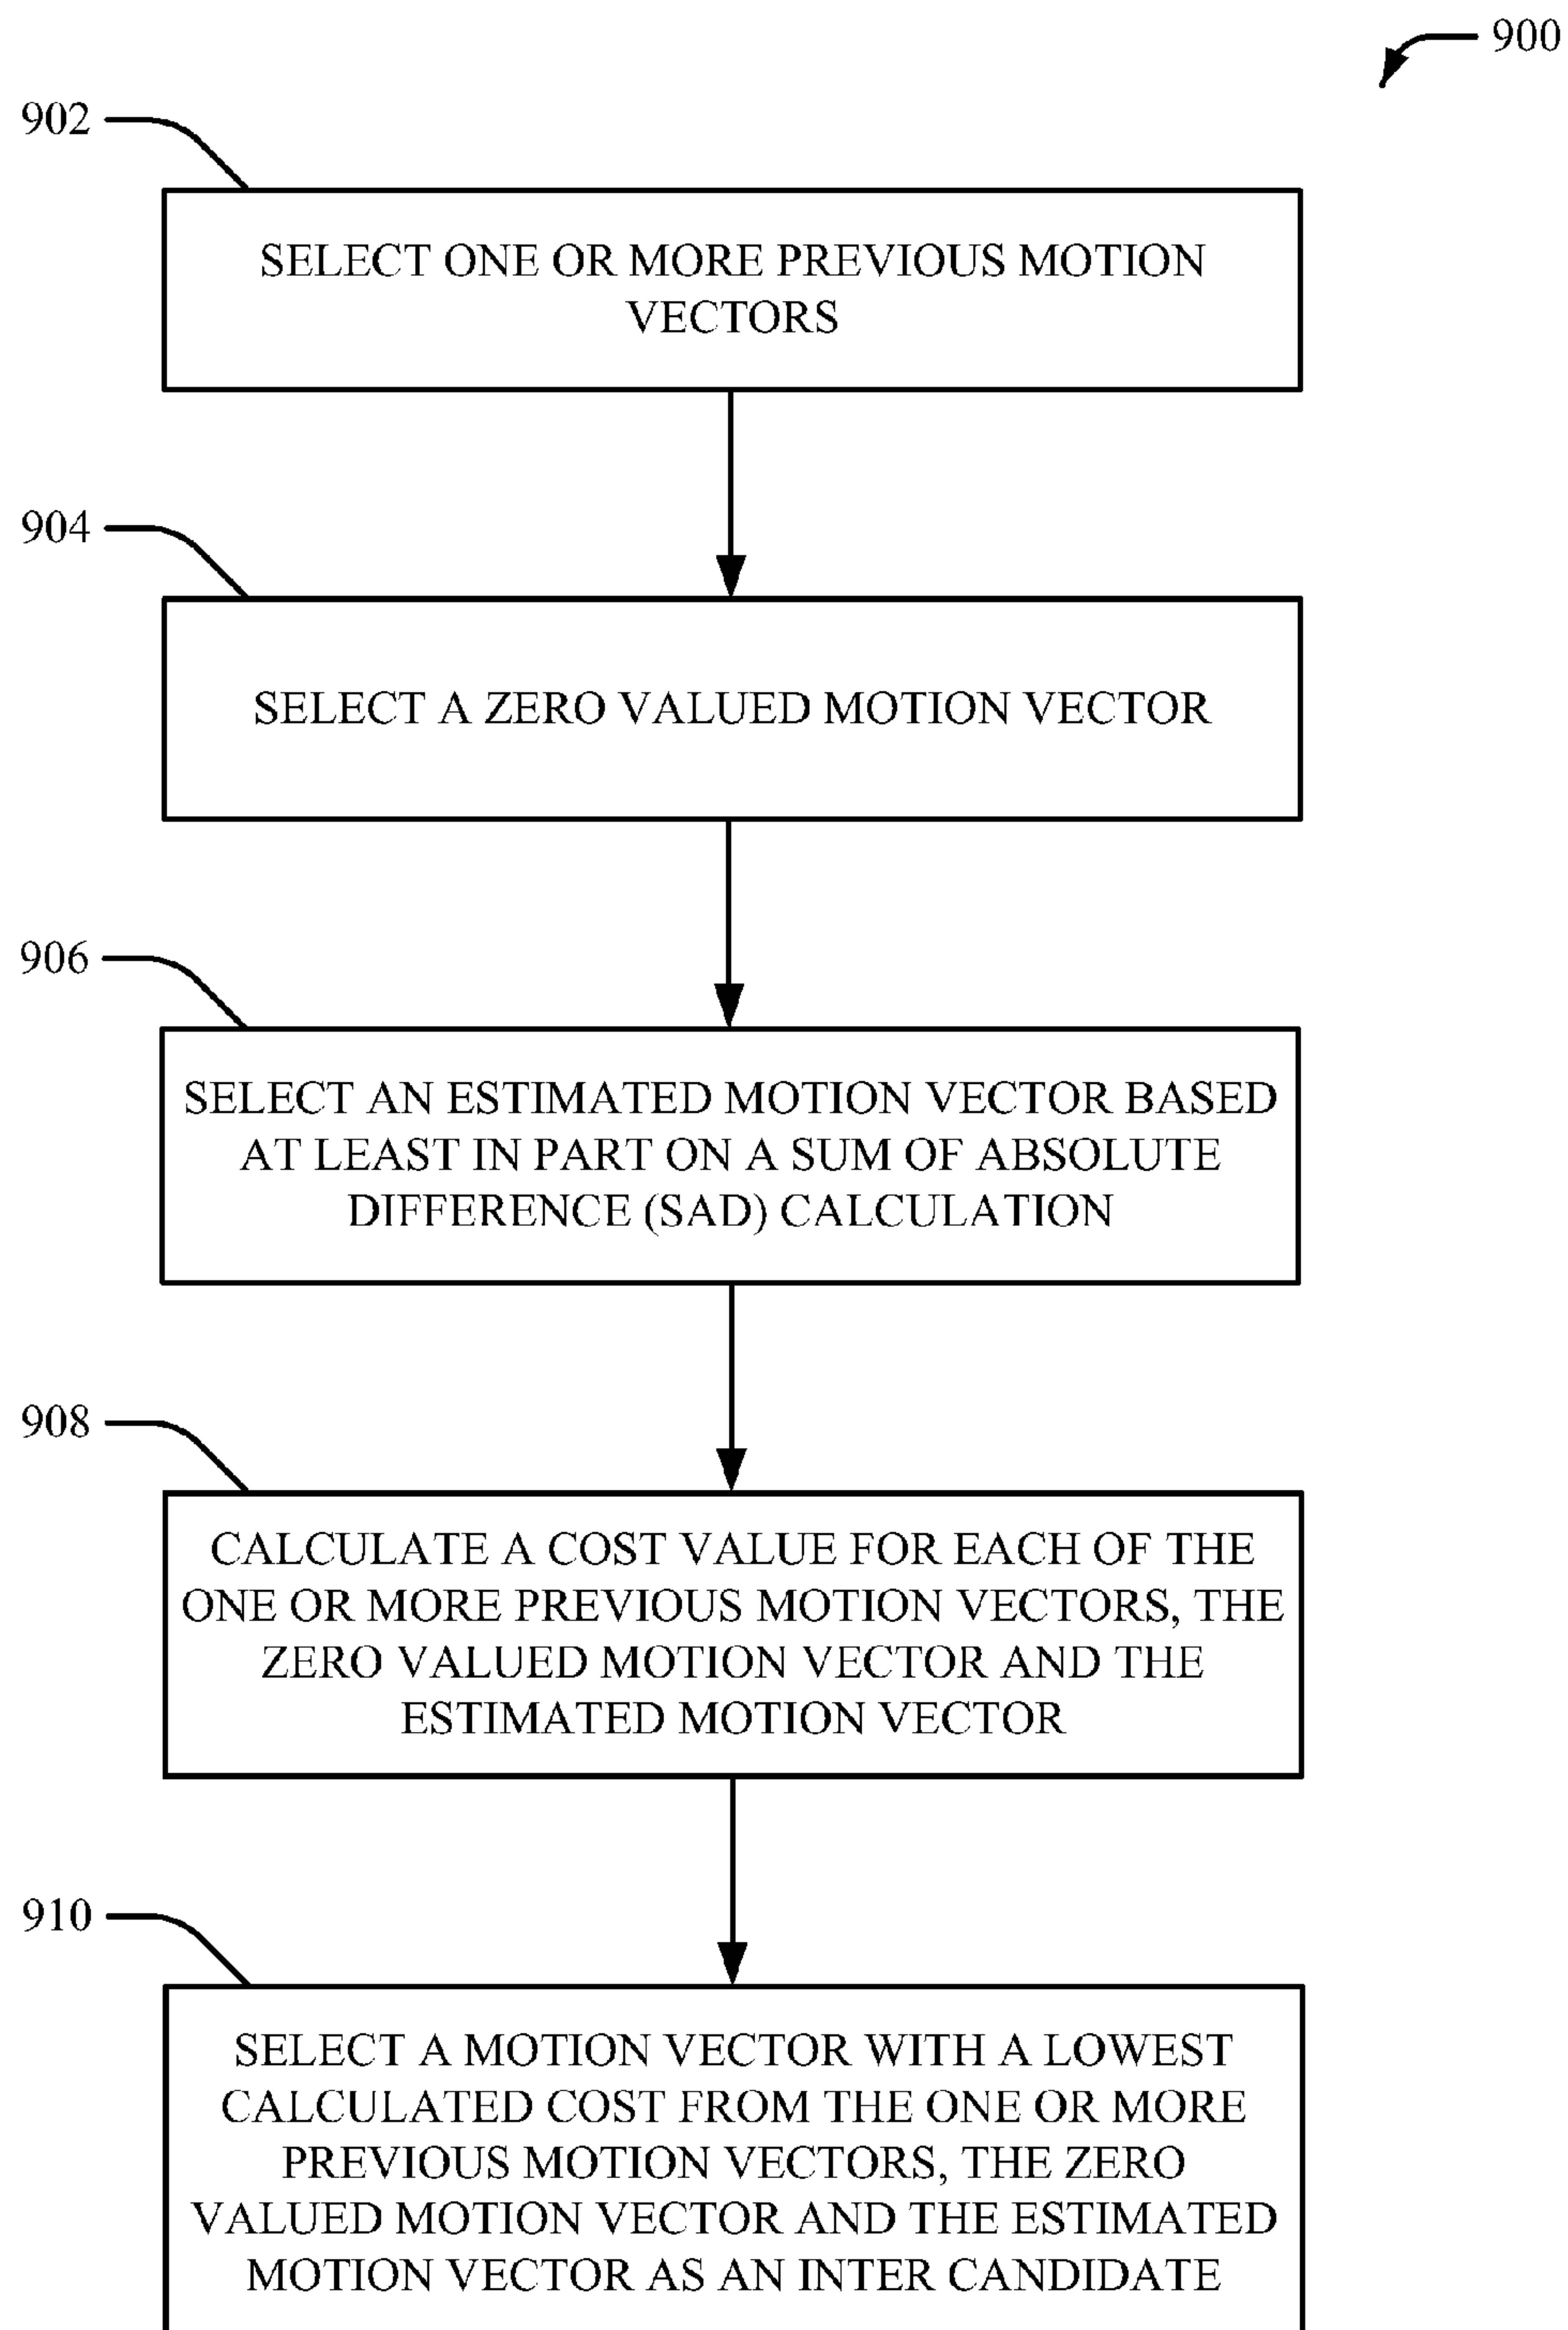 900
902
SELECT ONE OR MORE PREVIOUS MOTION
VECTORS
904
SELECT A ZERO VALUED MOTION VECTOR
906
SELECT AN ESTIMATED MOTION VECTOR BASED
AT LEAST IN PART ON A SUM OF ABSOLUTE
DIFFERENCE (SAD) CALCULATION
908
CALCULATE A COST VALUE FOR EACH OF THE
ONE OR MORE PREVIOUS MOTION VECTORS, THE
ZERO VALUED MOTION VECTOR AND THE
ESTIMATED MOTION VECTOR
910
SELECT A MOTION VECTOR WITH A LOWEST
CALCULATED COST FROM THE ONE OR MORE
PREVIOUS MOTION VECTORS, THE ZERO
VALUED MOTION VECTOR AND THE ESTIMATED
MOTION VECTOR AS AN INTER CANDIDATE